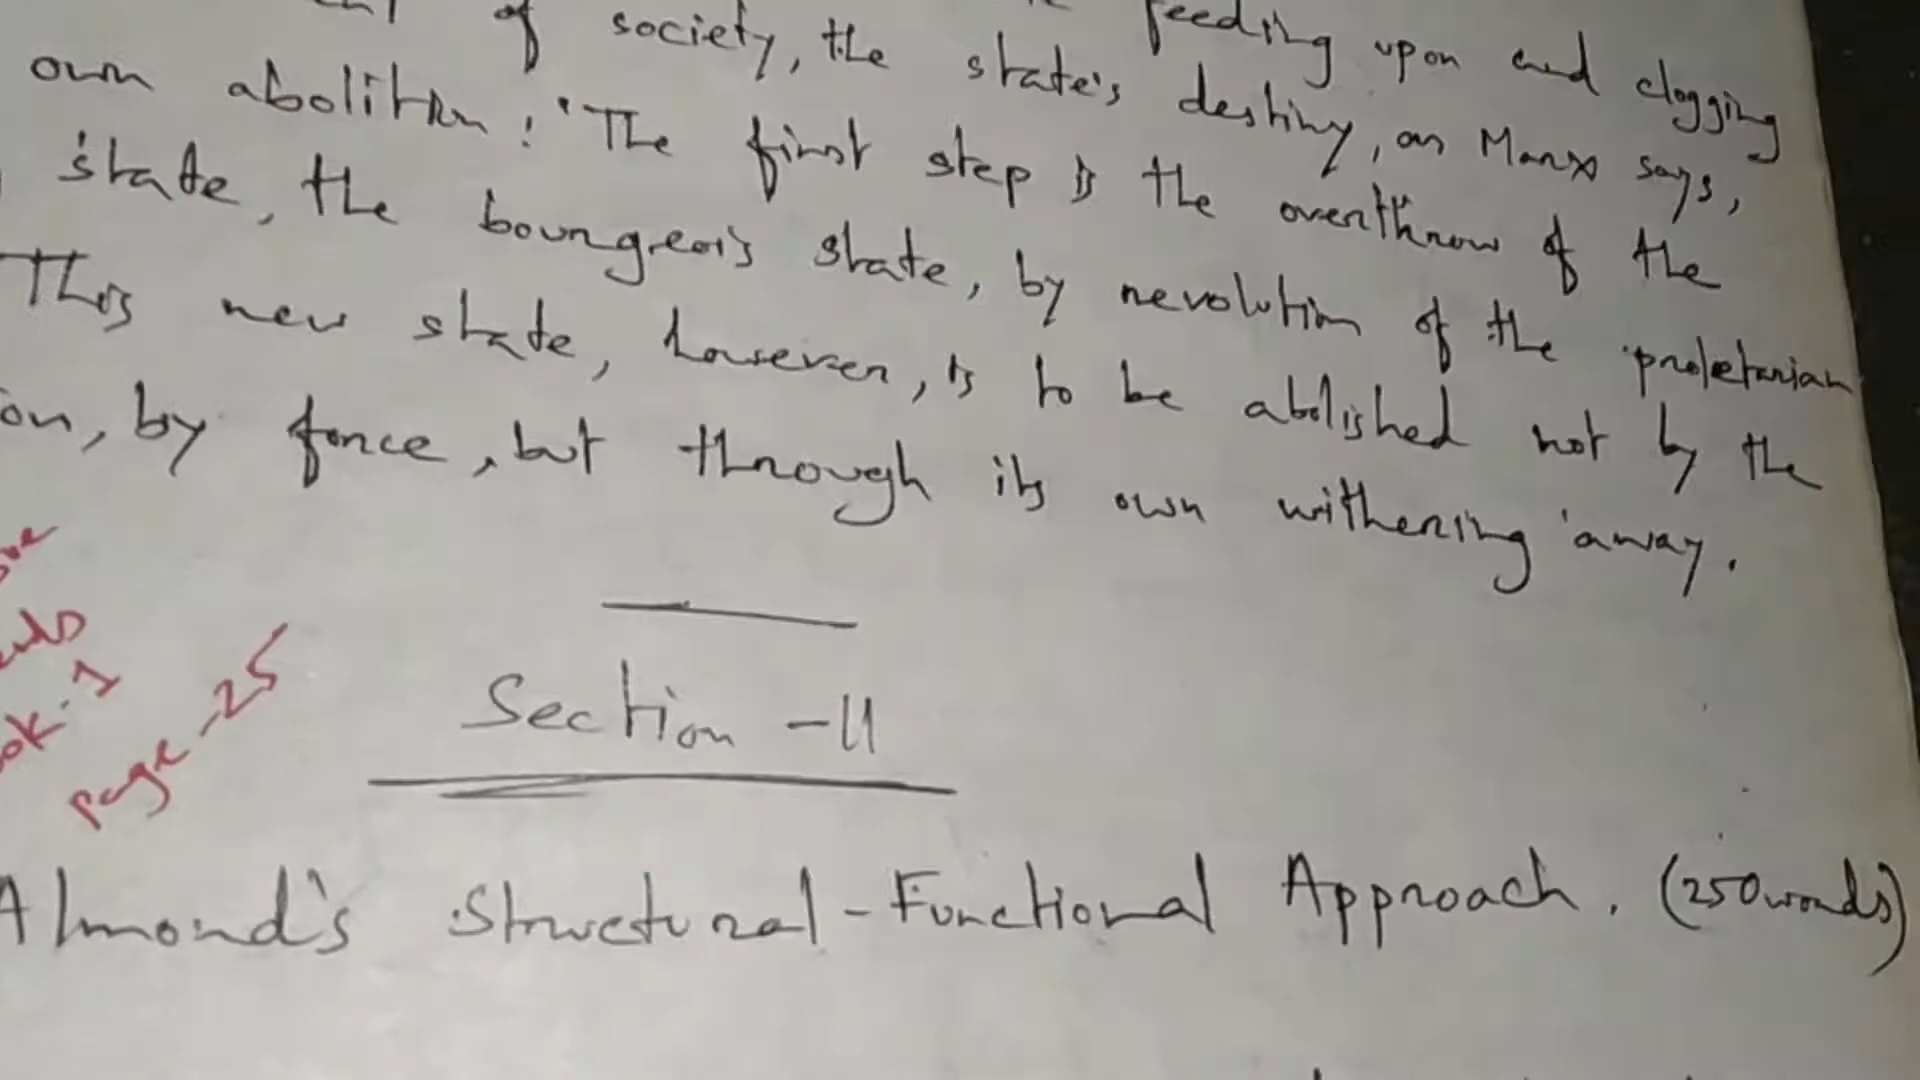 of society, the state's destiny, as Marx says,
feeding upon and clogging
own abolition : 'The first step is the overthrow of the
state, the bourgeois state, by revolution of the proletarian
This new state, however, is to be abolished not by the
on, by force, but through its own withering away.
page - 25
Section - II
Almond's Structural-Functional Approach. (250 words)